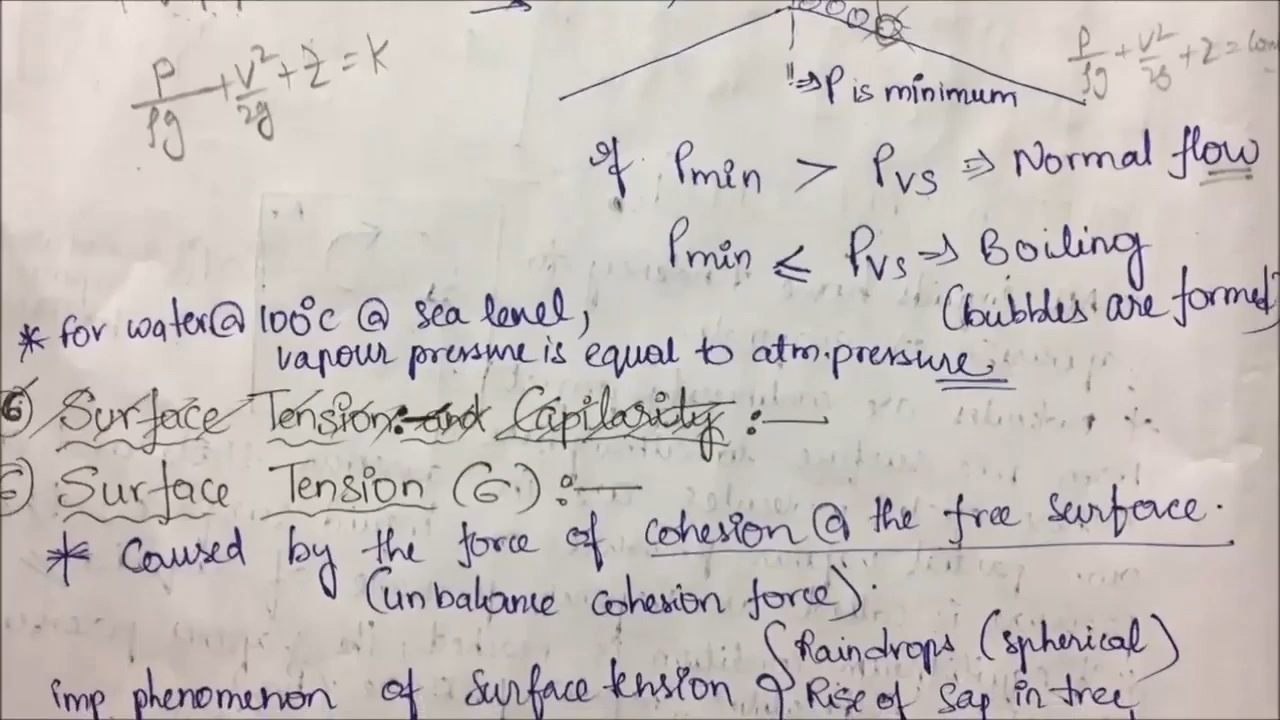 P/ρg + V²/2g + Z = K
P/ρg + V²/2g + Z = Con
⇒ P is minimum
If Pmin > Pvs ⇒ Normal flow
Pmin ≤ Pvs ⇒ Boiling
(bubbles are formed)
* for water @ 100°c @ sea level,
vapour pressure is equal to atm. pressure.
6) Surface Tension and Capilarity :—
6) Surface Tension (σ) :—
* Caused by the force of cohesion @ the free surface.
(unbalance cohesion force).
imp phenomenon of surface tension { Raindrops (spherical)
Rise of sap in tree